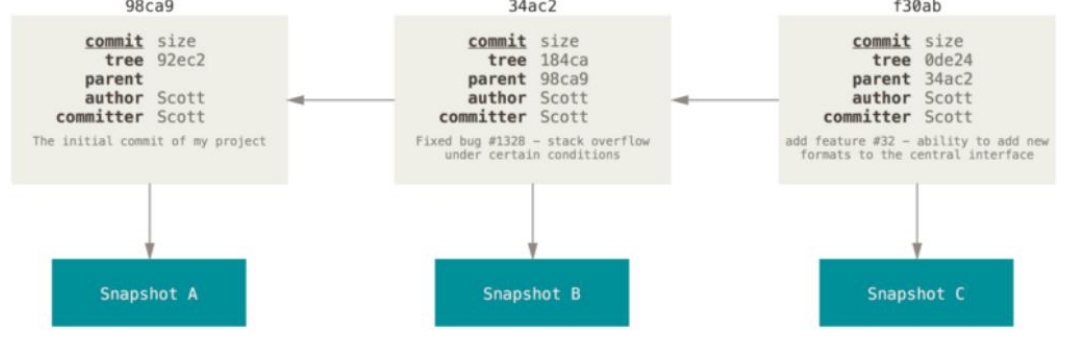 98ca9
commit size
tree 92ec2
parent
author Scott
committer Scott
The initial commit of my project
Snapshot A
34ac2
commit size
tree 184ca
parent 98ca9
author Scott
committer Scott
Fixed bug #1328 – stack overflow
under certain conditions
Snapshot B
f30ab
commit size
tree 0de24
parent 34ac2
author Scott
committer Scott
add feature #32 – ability to add new
formats to the central interface
Snapshot C